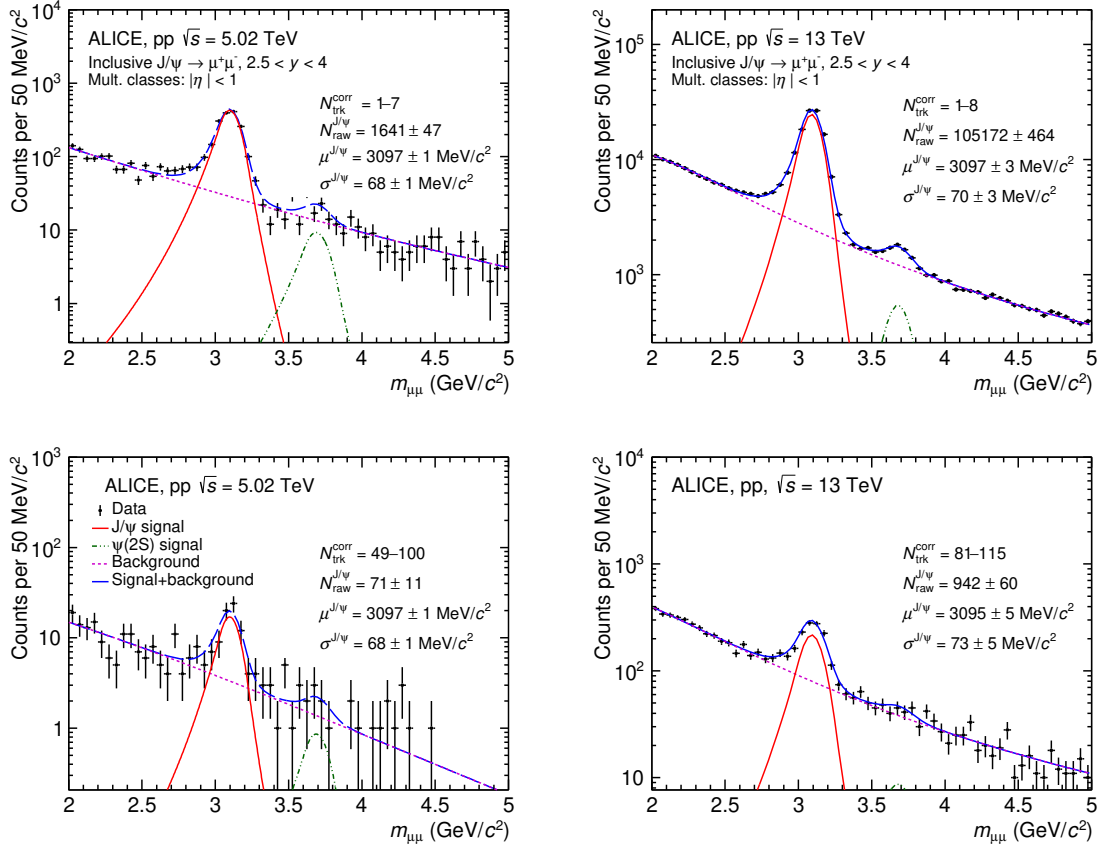 ALICE, pp √s = 5.02 TeV
Inclusive J/ψ → μ⁺μ⁻, 2.5 < y < 4
Mult. classes: |η| < 1
N_trk^corr = 1–7
N_raw^J/ψ = 1641 ± 47
μ^J/ψ = 3097 ± 1 MeV/c²
σ^J/ψ = 68 ± 1 MeV/c²
Counts per 50 MeV/c²
10³
10²
10
1
2 2.5 3 3.5 4 4.5 5
m_μμ (GeV/c²)
ALICE, pp √s = 13 TeV
Inclusive J/ψ → μ⁺μ⁻, 2.5 < y < 4
Mult. classes: |η| < 1
N_trk^corr = 1–8
N_raw^J/ψ = 105172 ± 464
μ^J/ψ = 3097 ± 3 MeV/c²
σ^J/ψ = 70 ± 3 MeV/c²
Counts per 50 MeV/c²
10⁵
10⁴
10³
2 2.5 3 3.5 4 4.5 5
m_μμ (GeV/c²)
ALICE, pp √s = 5.02 TeV
Data
J/ψ signal
ψ(2S) signal
Background
Signal+background
N_trk^corr = 49–100
N_raw^J/ψ = 71 ± 11
μ^J/ψ = 3097 ± 1 MeV/c²
σ^J/ψ = 68 ± 1 MeV/c²
Counts per 50 MeV/c²
10³
10²
10
1
2 2.5 3 3.5 4 4.5 5
m_μμ (GeV/c²)
ALICE, pp, √s = 13 TeV
N_trk^corr = 81–115
N_raw^J/ψ = 942 ± 60
μ^J/ψ = 3095 ± 5 MeV/c²
σ^J/ψ = 73 ± 5 MeV/c²
Counts per 50 MeV/c²
10⁴
10³
10²
10
2 2.5 3 3.5 4 4.5 5
m_μμ (GeV/c²)